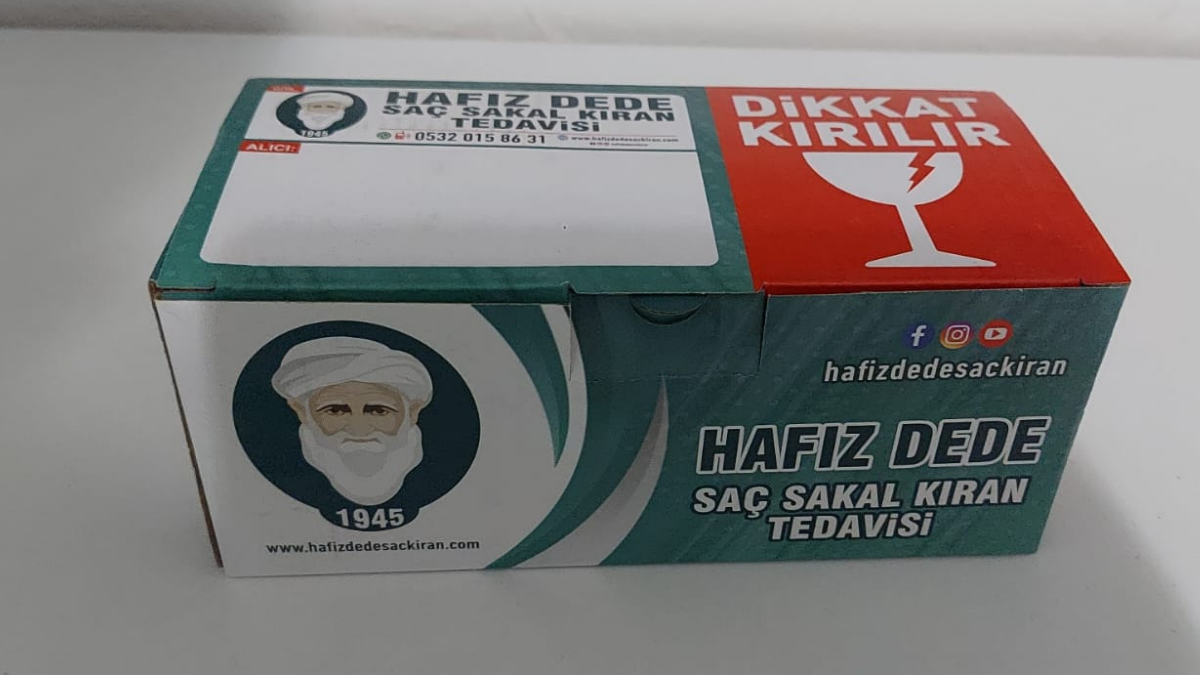 1945
HAFIZ DEDE
SAÇ SAKAL KIRAN
TEDAVİSİ
0532 015 86 31 www.hafizdedesackiran.com
ALICI:
DİKKAT
KIRILIR
hafizdedesackiran
1945
www.hafizdedesackiran.com
HAFIZ DEDE
SAÇ SAKAL KIRAN
TEDAVİSİ